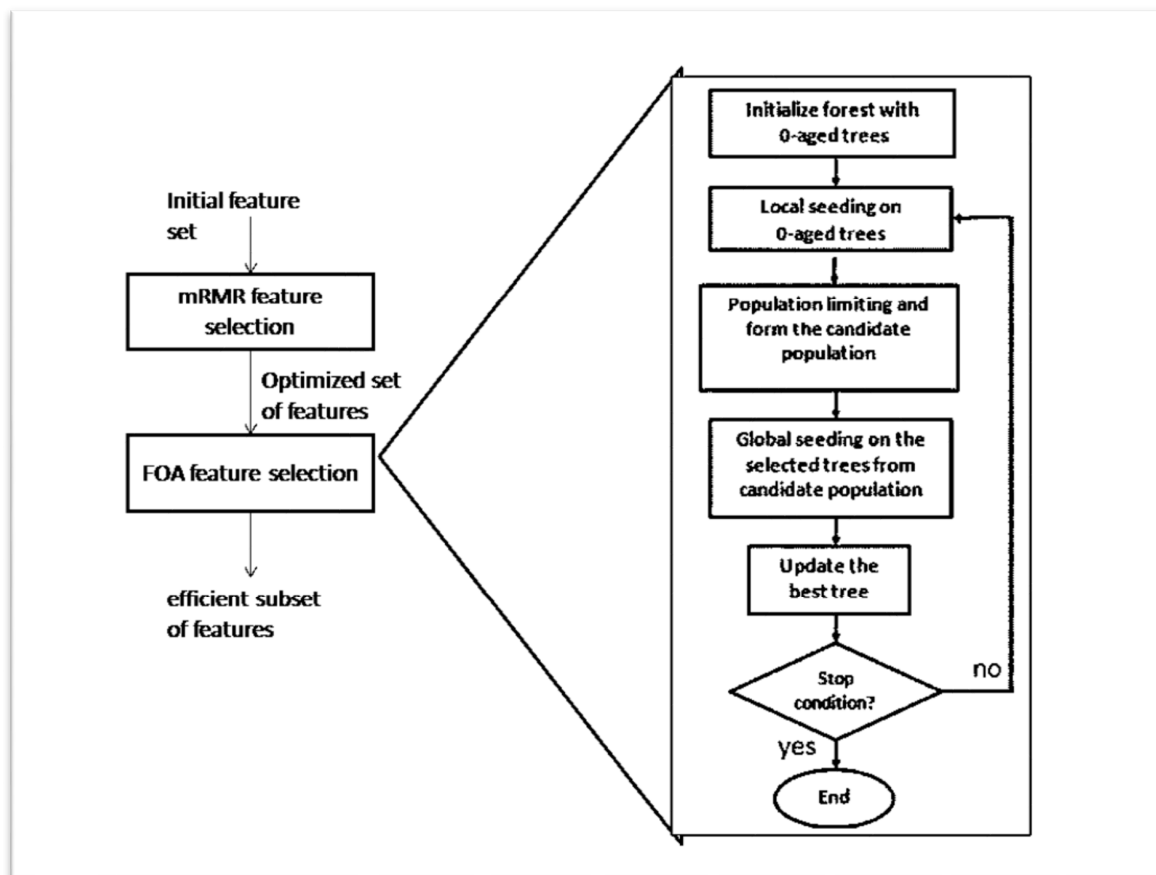 Initial feature
set
mRMR feature
selection
Optimized set
of features
FOA feature selection
efficient subset
of features
Initialize forest with
0-aged trees
Local seeding on
0-aged trees
Population limiting and
form the candidate
population
Global seeding on the
selected trees from
candidate population
Update the
best tree
Stop
condition?
no
yes
End